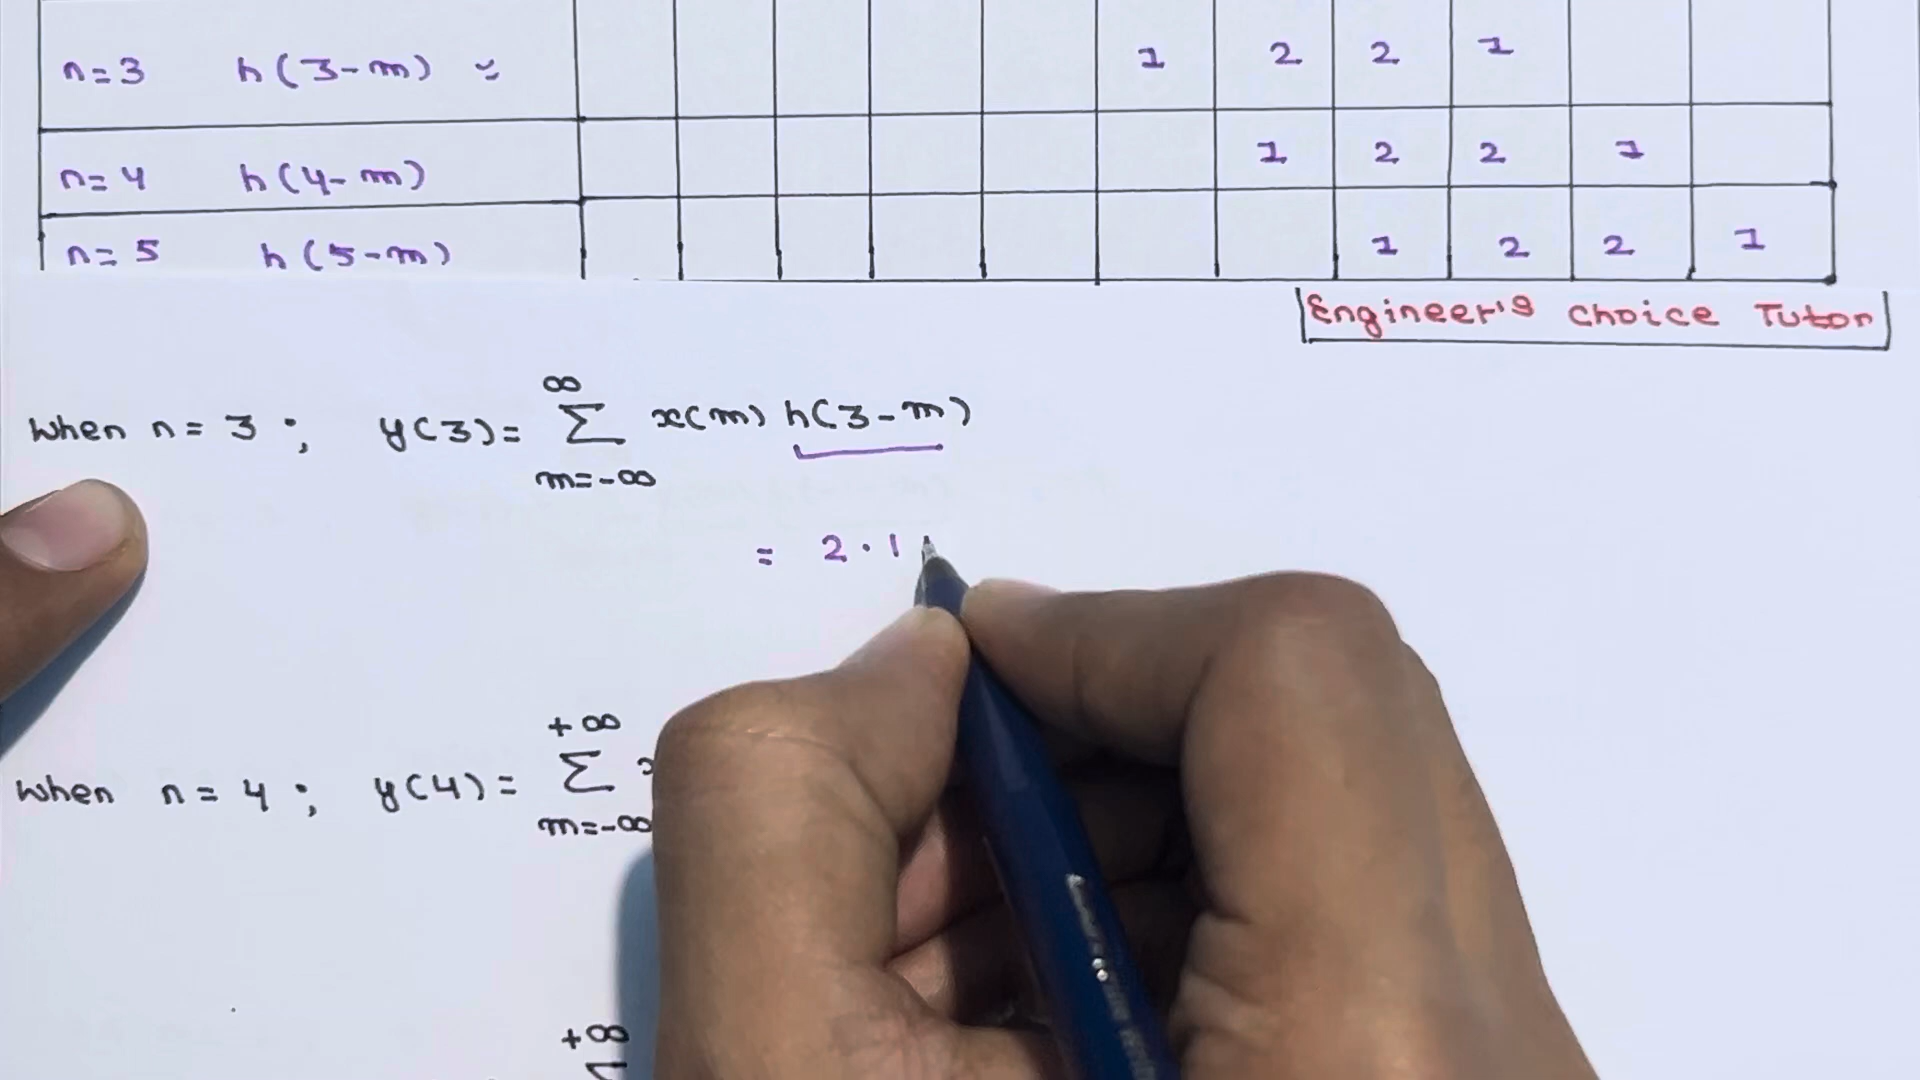 n=3 h(3-m) = 1 2 2 1
n=4 h(4-m) 1 2 2 1
n=5 h(5-m) 1 2 2 1
Engineer's Choice Tutor
∞
When n=3; y(3)= Σ x(m) h(3-m)
m=-∞
= 2·1
+∞
When n=4; y(4)= Σ
m=-∞
+∞